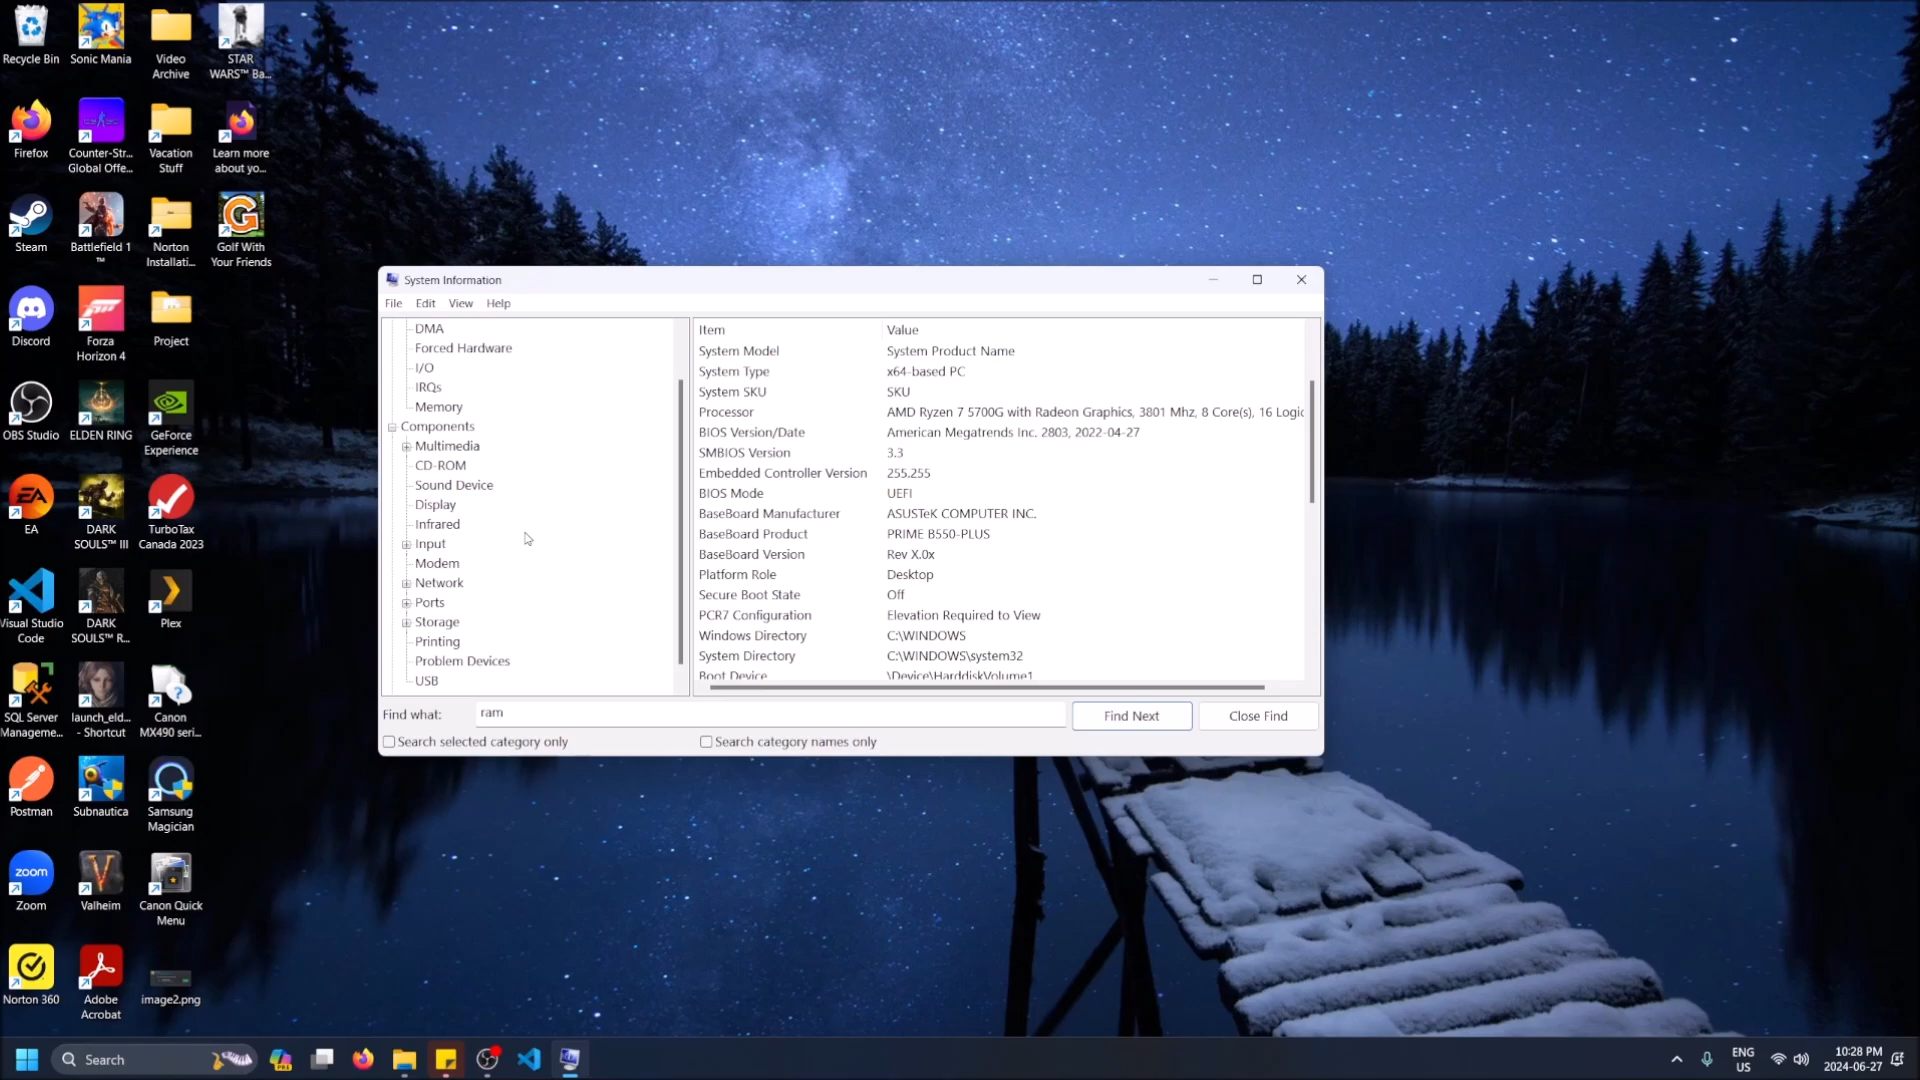 Recycle Bin
Sonic Mania
Video
Archive
STAR
WARS™ Ba...
Firefox
Counter-Str...
Global Offe...
Vacation
Stuff
Learn more
about yo...
Steam
Battlefield 1
™
Norton
Installati...
Golf With
Your Friends
Discord
Forza
Horizon 4
Project
OBS Studio
ELDEN RING
GeForce
Experience
EA
DARK
SOULS™ III
TurboTax
Canada 2023
Visual Studio
Code
DARK
SOULS™ R...
Plex
SQL Server
Manageme...
launch_eld...
- Shortcut
Canon
MX490 seri...
Postman
Subnautica
Samsung
Magician
zoom
Zoom
Valheim
Canon Quick
Menu
Norton 360
Adobe
Acrobat
image2.png
System Information
File Edit View Help
DMA
Forced Hardware
I/O
IRQs
Memory
Components
Multimedia
CD-ROM
Sound Device
Display
Infrared
Input
Modem
Network
Ports
Storage
Printing
Problem Devices
USB
Item Value
System Model System Product Name
System Type x64-based PC
System SKU SKU
Processor AMD Ryzen 7 5700G with Radeon Graphics, 3801 Mhz, 8 Core(s), 16 Logic
BIOS Version/Date American Megatrends Inc. 2803, 2022-04-27
SMBIOS Version 3.3
Embedded Controller Version 255.255
BIOS Mode UEFI
BaseBoard Manufacturer ASUSTeK COMPUTER INC.
BaseBoard Product PRIME B550-PLUS
BaseBoard Version Rev X.0x
Platform Role Desktop
Secure Boot State Off
PCR7 Configuration Elevation Required to View
Windows Directory C:\WINDOWS
System Directory C:\WINDOWS\system32
Boot Device \Device\HarddiskVolume1
Find what: ram Find Next Close Find
Search selected category only Search category names only
Search
ENG
US
10:28 PM
2024-06-27